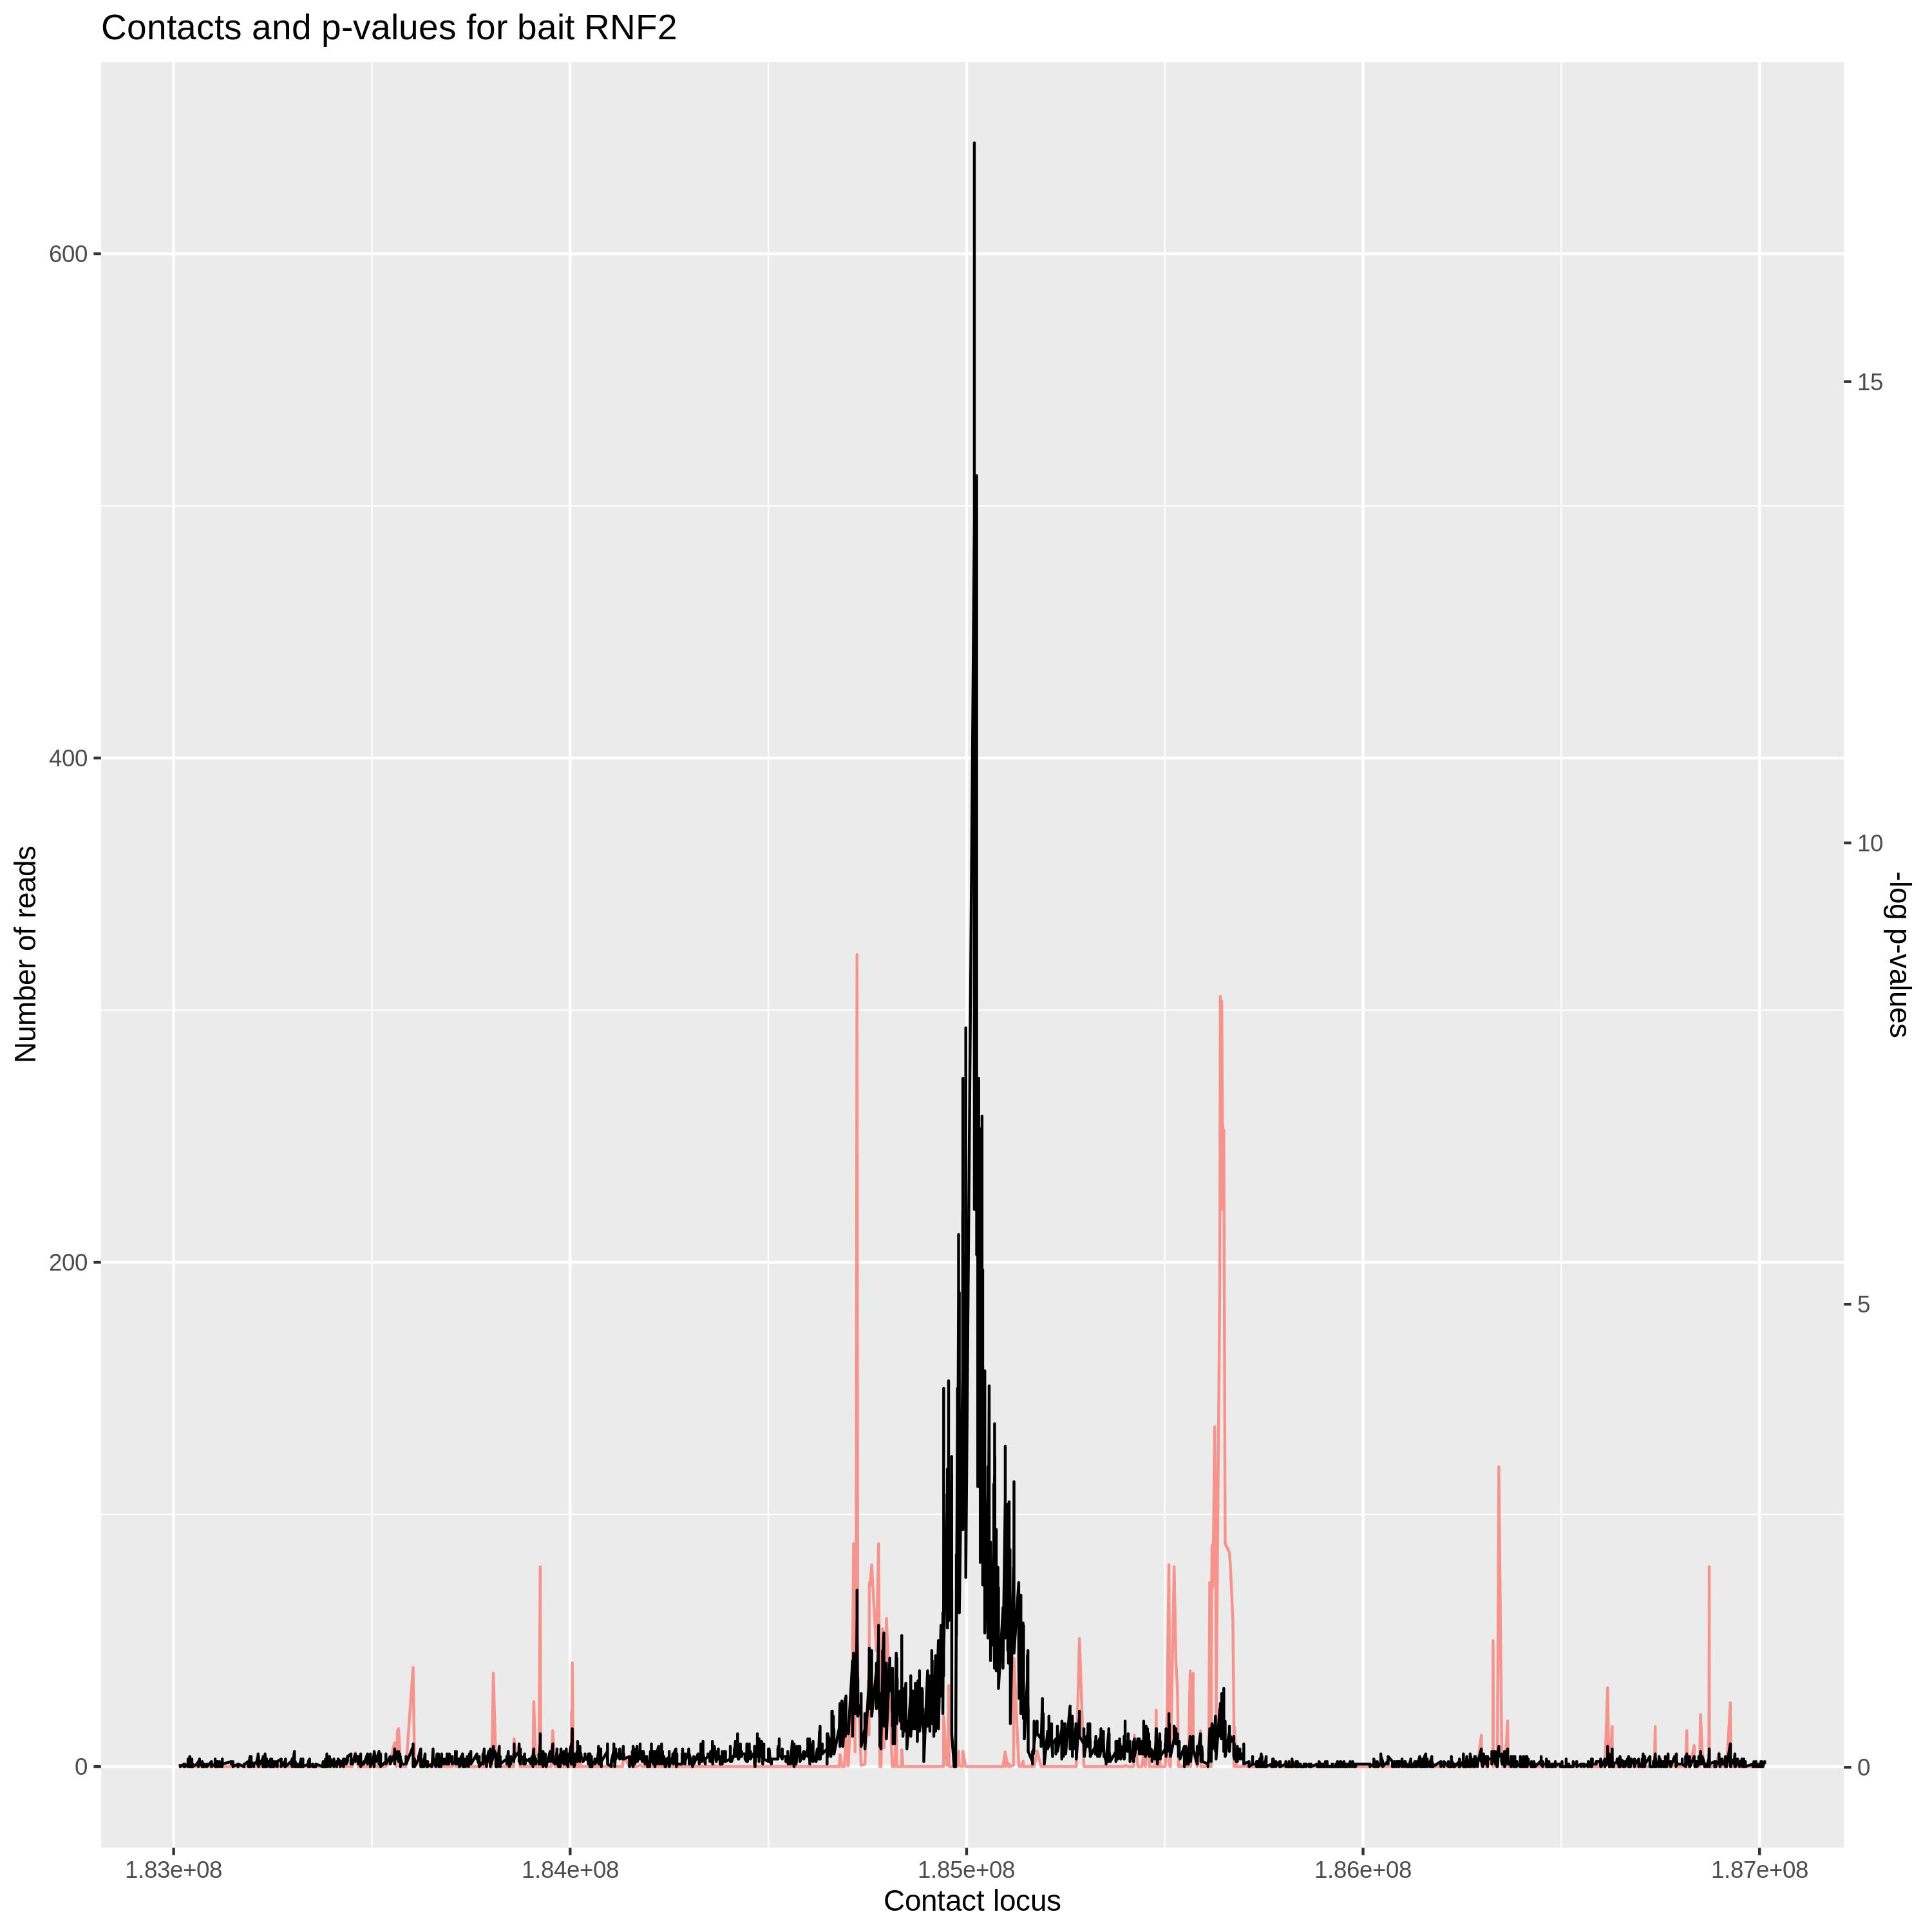 Contacts and p-values for bait RNF2
Number of reads
600
400
200
0
15
10
5
0
-log p-values
1.83e+08
1.84e+08
1.85e+08
1.86e+08
1.87e+08
Contact locus